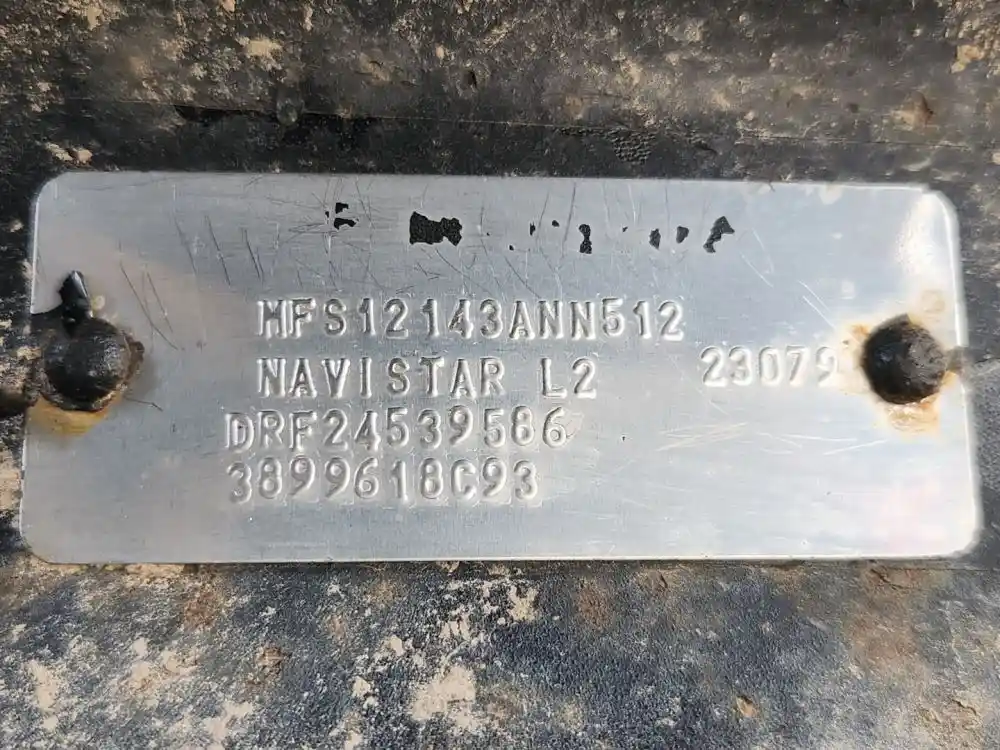 MFS12143ANN512
NAVISTAR L2 23079
DRF24539586
3899618C93